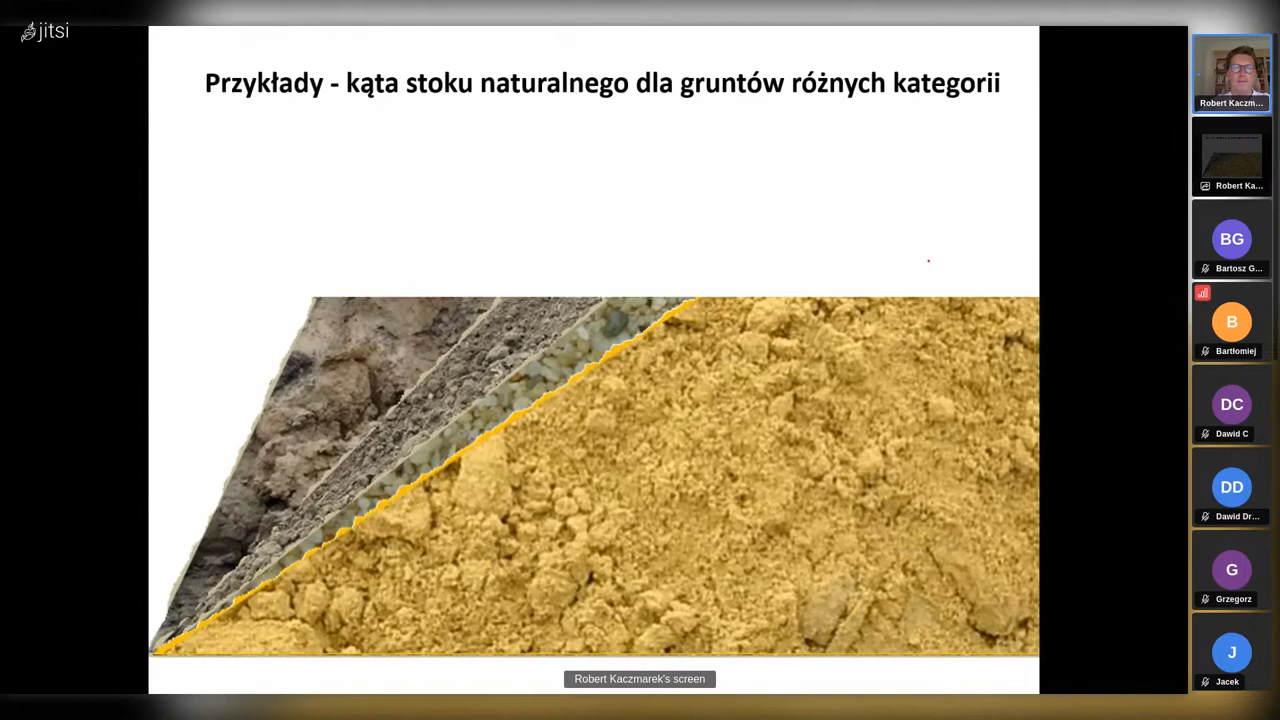 jitsi
Przykłady - kąta stoku naturalnego dla gruntów różnych kategorii
Robert Kaczmarek's screen
Robert Kaczm...
Robert Ka...
BG
Bartosz G...
B
Bartłomiej
DC
Dawid C
DD
Dawid Dr...
G
Grzegorz
J
Jacek